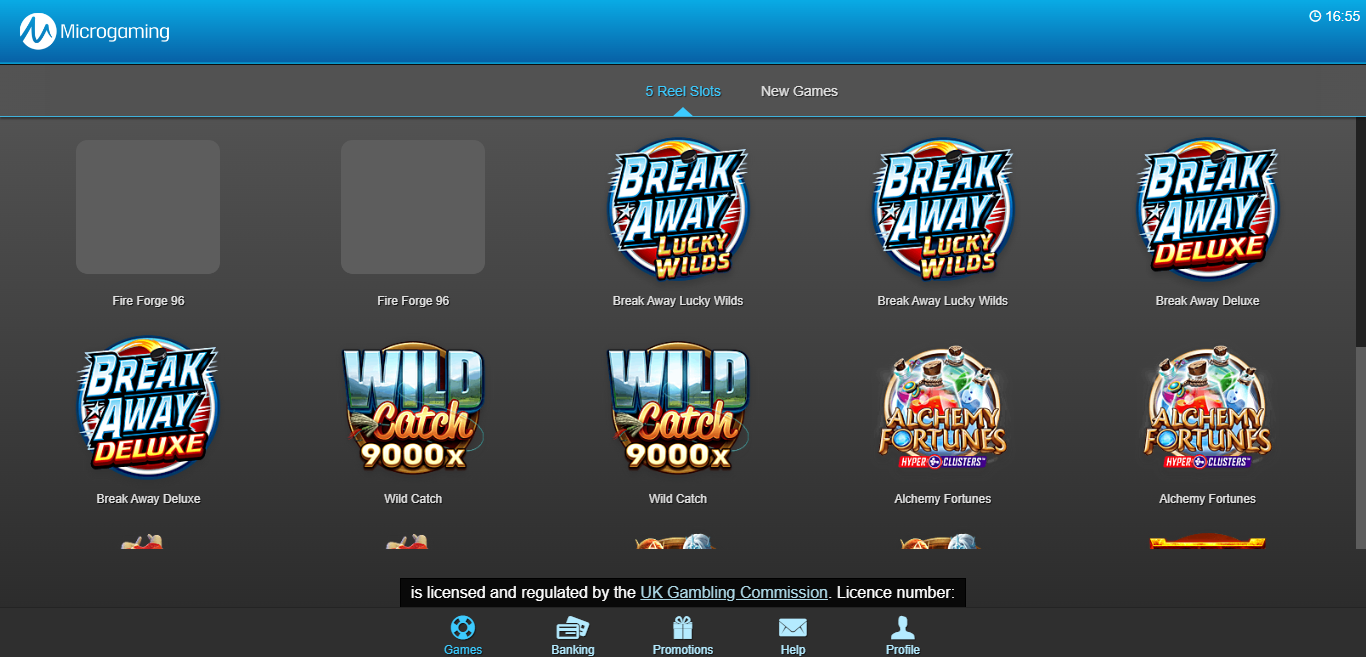 Microgaming
16:55
5 Reel Slots New Games
BREAK AWAY LUCKY WILDS
BREAK AWAY LUCKY WILDS
BREAK AWAY DELUXE
Fire Forge 96
Fire Forge 96
Break Away Lucky Wilds
Break Away Lucky Wilds
Break Away Deluxe
BREAK AWAY DELUXE
WILD Catch 9000x
WILD Catch 9000x
ALCHEMY FORTUNES HYPER CLUSTERS™
ALCHEMY FORTUNES HYPER CLUSTERS™
Break Away Deluxe
Wild Catch
Wild Catch
Alchemy Fortunes
Alchemy Fortunes
is licensed and regulated by the UK Gambling Commission. Licence number:
Games
Banking
Promotions
Help
Profile